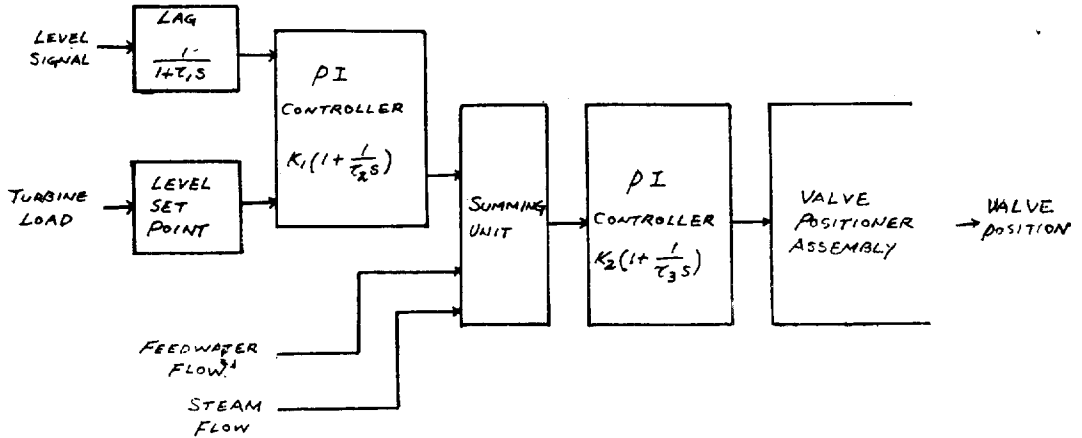 LAG
LEVEL
SIGNAL
1
1+τ₁s
PI
CONTROLLER
K₁(1+ 1/τ₂s)
TURBINE
LOAD
LEVEL
SET
POINT
SUMMING
UNIT
PI
CONTROLLER
K₂(1+ 1/τ₃s)
VALVE
POSITIONER
ASSEMBLY
VALVE
POSITION
FEEDWATER
FLOW
STEAM
FLOW